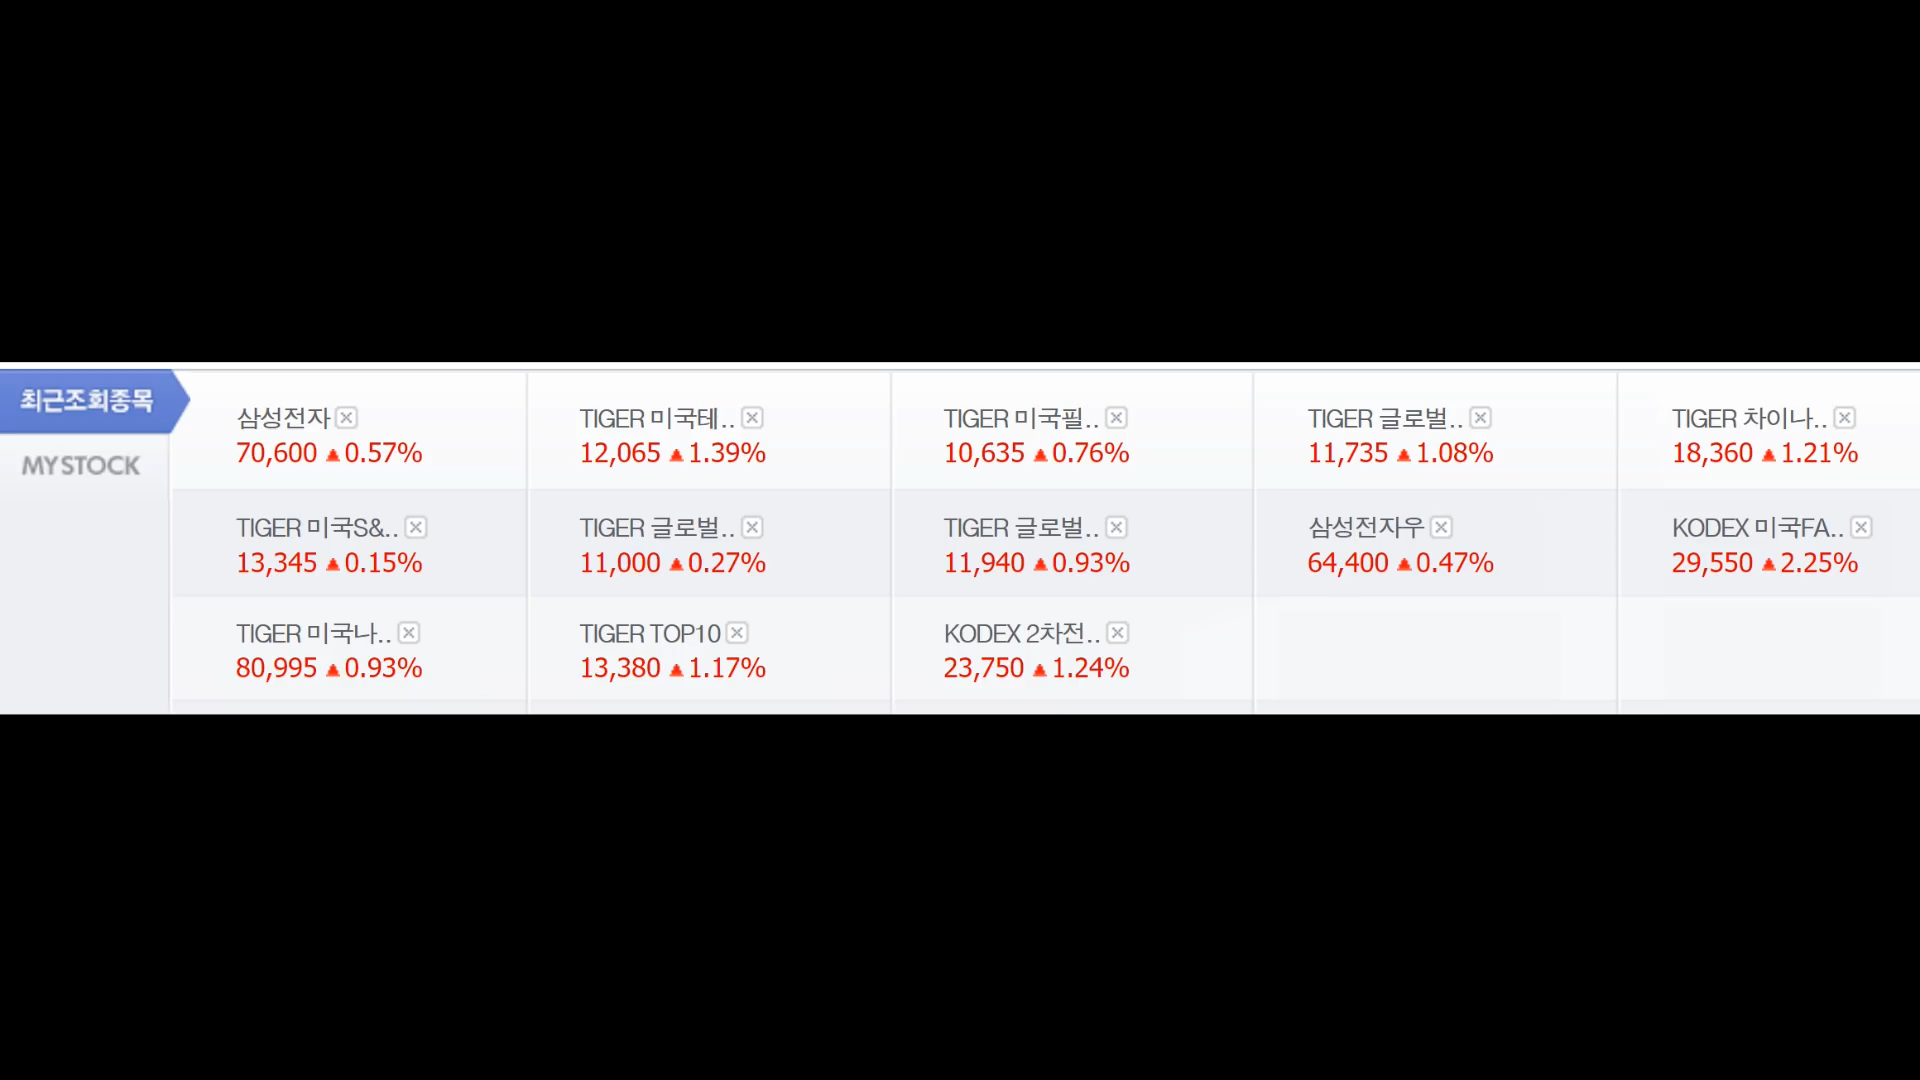 최근조회종목
MY STOCK
삼성전자
70,600 ▲ 0.57%
TIGER 미국테..
12,065 ▲ 1.39%
TIGER 미국필..
10,635 ▲ 0.76%
TIGER 글로벌..
11,735 ▲ 1.08%
TIGER 차이나..
18,360 ▲ 1.21%
TIGER 미국S&..
13,345 ▲ 0.15%
TIGER 글로벌..
11,000 ▲ 0.27%
TIGER 글로벌..
11,940 ▲ 0.93%
삼성전자우
64,400 ▲ 0.47%
KODEX 미국FA..
29,550 ▲ 2.25%
TIGER 미국나..
80,995 ▲ 0.93%
TIGER TOP10
13,380 ▲ 1.17%
KODEX 2차전..
23,750 ▲ 1.24%